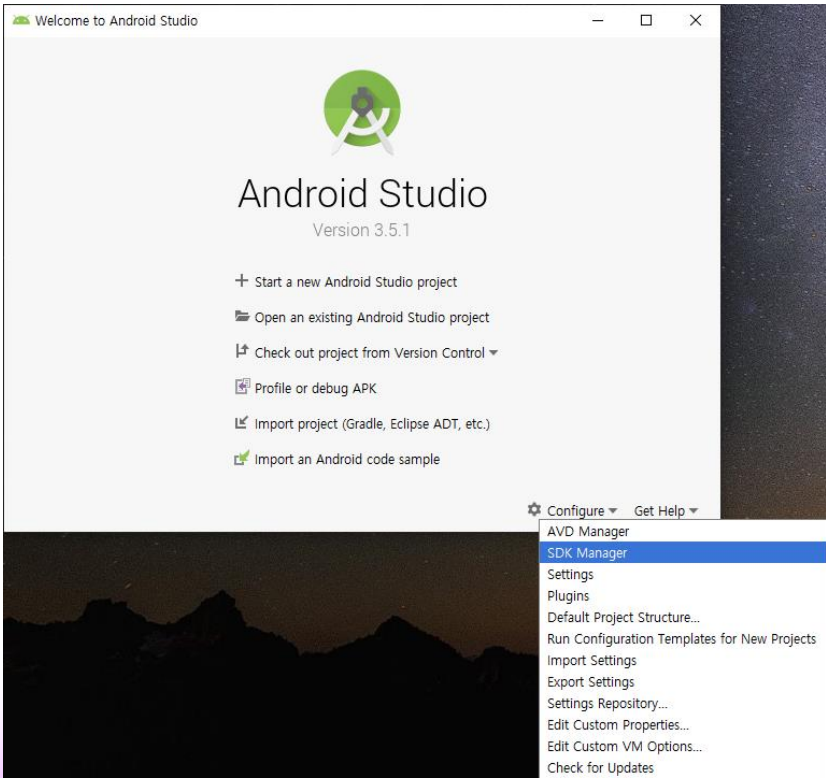 Welcome to Android Studio
Android Studio
Version 3.5.1
Start a new Android Studio project
Open an existing Android Studio project
Check out project from Version Control
Profile or debug APK
Import project (Gradle, Eclipse ADT, etc.)
Import an Android code sample
Configure Get Help
AVD Manager
SDK Manager
Settings
Plugins
Default Project Structure...
Run Configuration Templates for New Projects
Import Settings
Export Settings
Settings Repository...
Edit Custom Properties...
Edit Custom VM Options...
Check for Updates